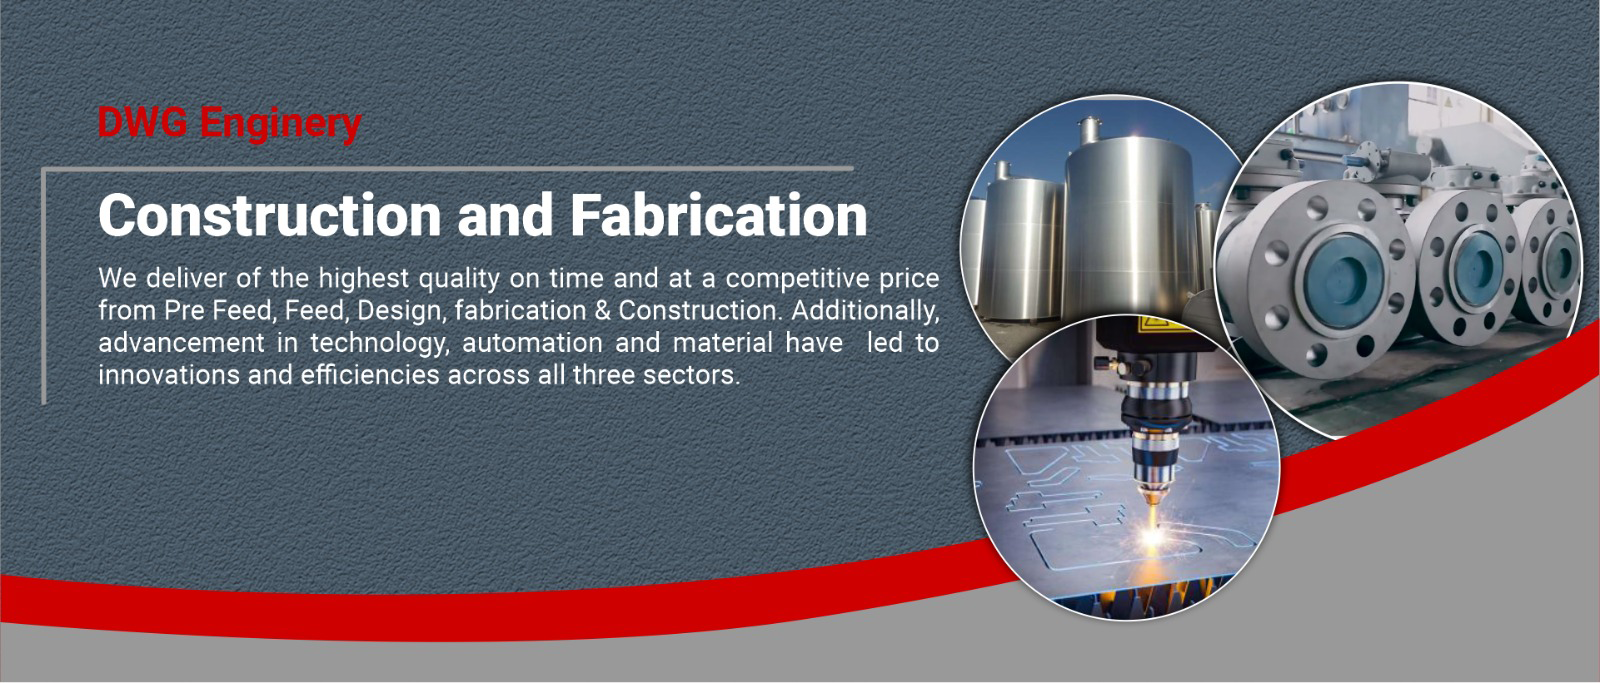 DWG Enginery
Construction and Fabrication
We deliver of the highest quality on time and at a competitive price
from Pre Feed, Feed, Design, fabrication & Construction. Additionally,
advancement in technology, automation and material have led to
innovations and efficiencies across all three sectors.